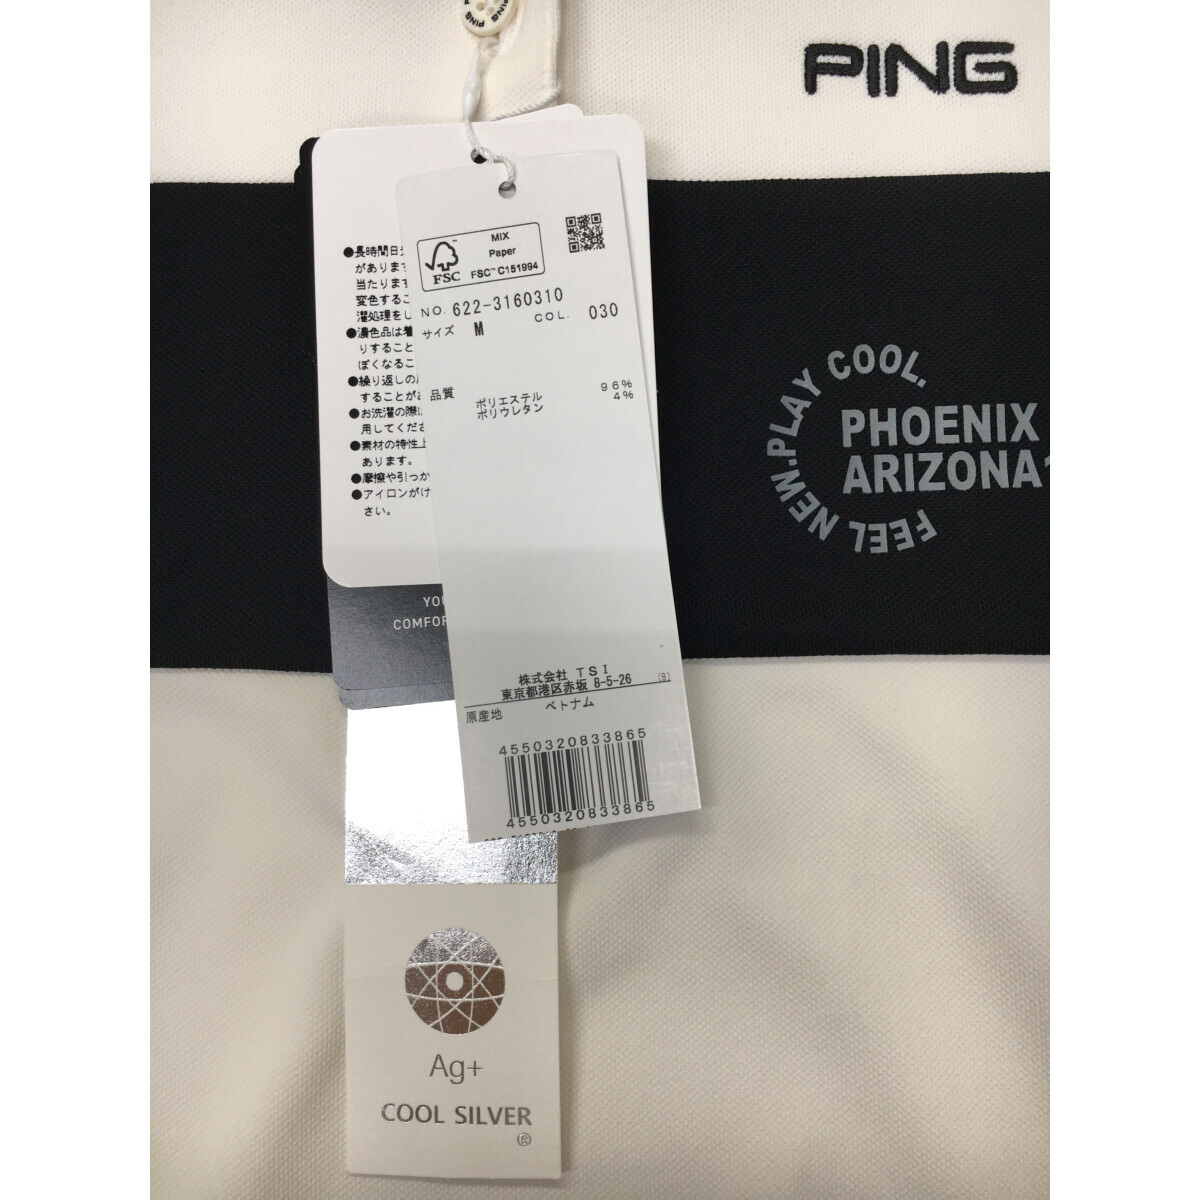 PING
PING
MIX
Paper
FSC™ C151994
FSC
NO. 622-3160310
サイズ M COL. 030
品質 ポリエステル 96%
ポリウレタン 4%
株式会社 TSI
東京都港区赤坂 8-5-26 (B)
原産地 ベトナム
4550320833865
4550320833865
●長時間日
があります
当たります
変色するこ
濯処理をし
●濃色品は着
りすること
ぽくなるこ
●繰り返しの
することが
●お洗濯の際
用してくださ
●素材の特性上
あります。
●摩擦や引っか
●アイロンがけ
さい。
YO
COMFOR
Ag+
COOL SILVER
®
FEEL NEW.PLAY COOL.
PHOENIX
ARIZONA